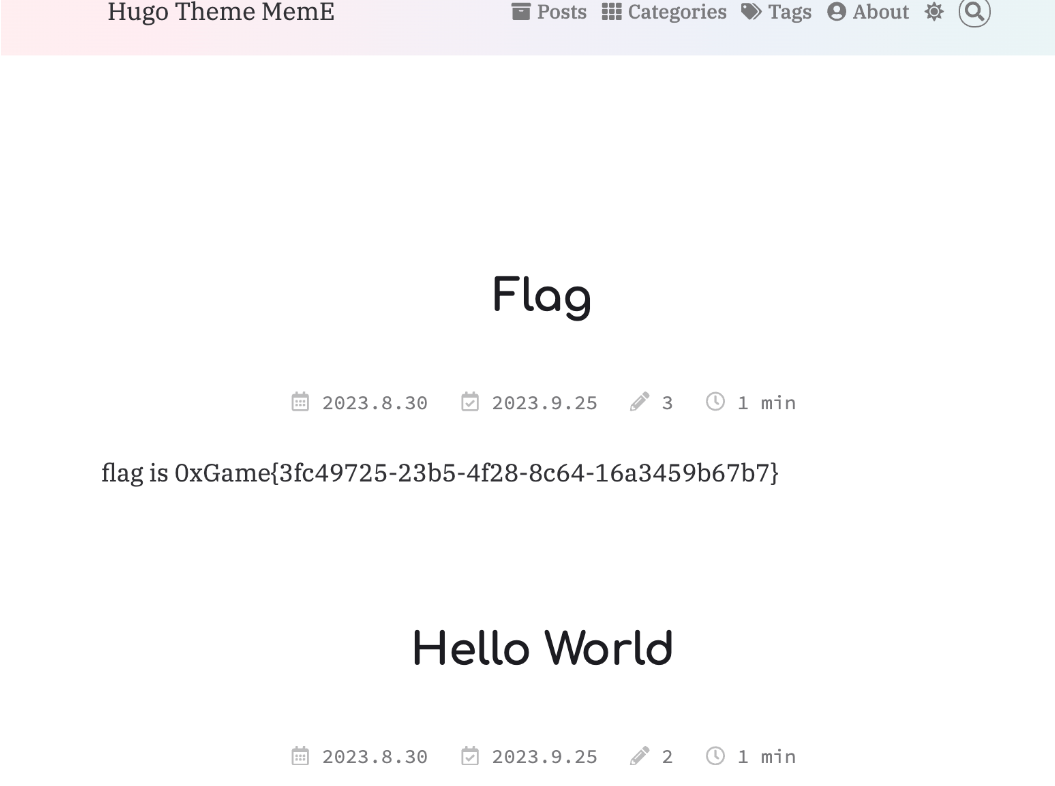 Hugo Theme MemE Posts Categories Tags About
Flag
2023.8.30 2023.9.25 3 1 min
flag is 0xGame{3fc49725-23b5-4f28-8c64-16a3459b67b7}
Hello World
2023.8.30 2023.9.25 2 1 min